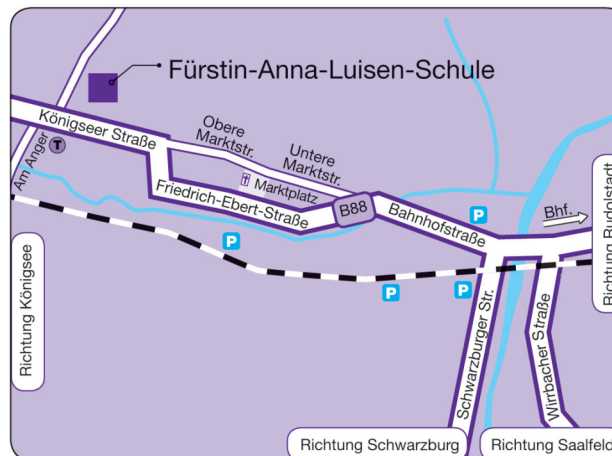 Fürstin-Anna-Luisen-Schule
Königseer Straße
Am Anger
T
Obere
Marktstr.
Untere
Marktstr.
Marktplatz
Friedrich-Ebert-Straße
B88
Bahnhofstraße
P
P
P
P
Bhf.
Richtung Rudolstadt
Richtung Königsee
Schwarzburger Str.
Wirrbacher Straße
Richtung Schwarzburg
Richtung Saalfeld